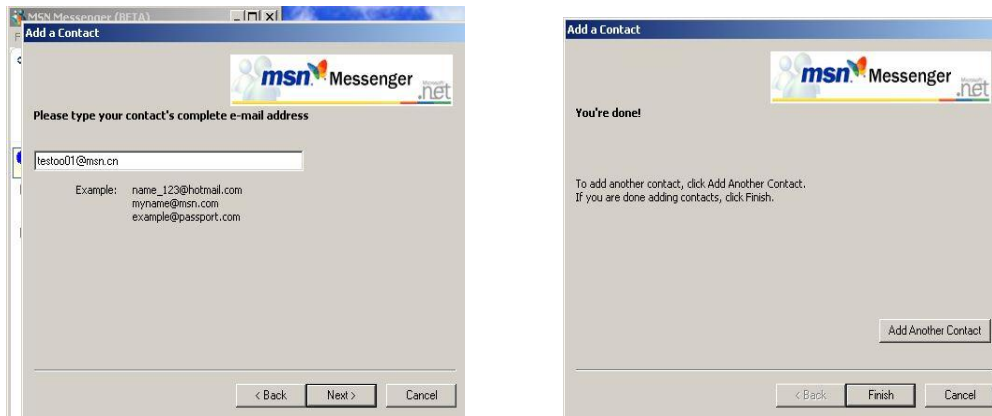 MSN Messenger (BETA)
Add a Contact
msn Messenger
Microsoft
.net
Please type your contact's complete e-mail address
testoo01@msn.cn
Example: name_123@hotmail.com
myname@msn.com
example@passport.com
< Back Next > Cancel
Add a Contact
msn Messenger
Microsoft
.net
You're done!
To add another contact, click Add Another Contact.
If you are done adding contacts, click Finish.
Add Another Contact
< Back Finish Cancel